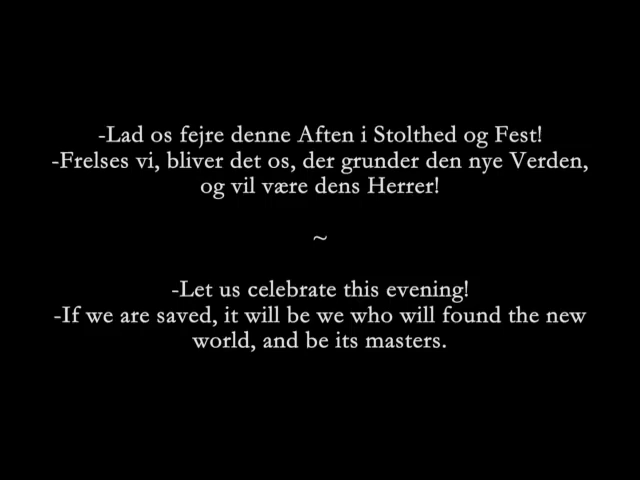 -Lad os fejre denne Aften i Stolthed og Fest!
-Frelses vi, bliver det os, der grunder den nye Verden,
og vil være dens Herrer!
~
-Let us celebrate this evening!
-If we are saved, it will be we who will found the new
world, and be its masters.